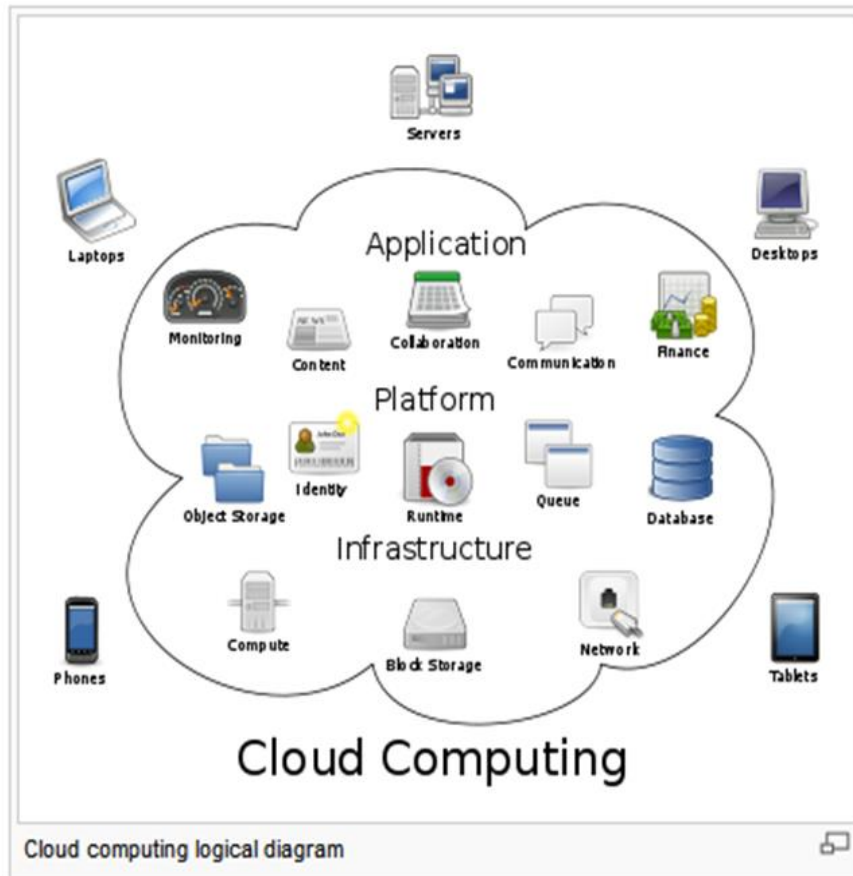 Servers
Laptops
Desktops
Application
Monitoring
Content
Collaboration
Communication
Finance
Platform
Object Storage
Identity
Runtime
Queue
Database
Infrastructure
Compute
Block Storage
Network
Phones
Tablets
Cloud Computing
Cloud computing logical diagram